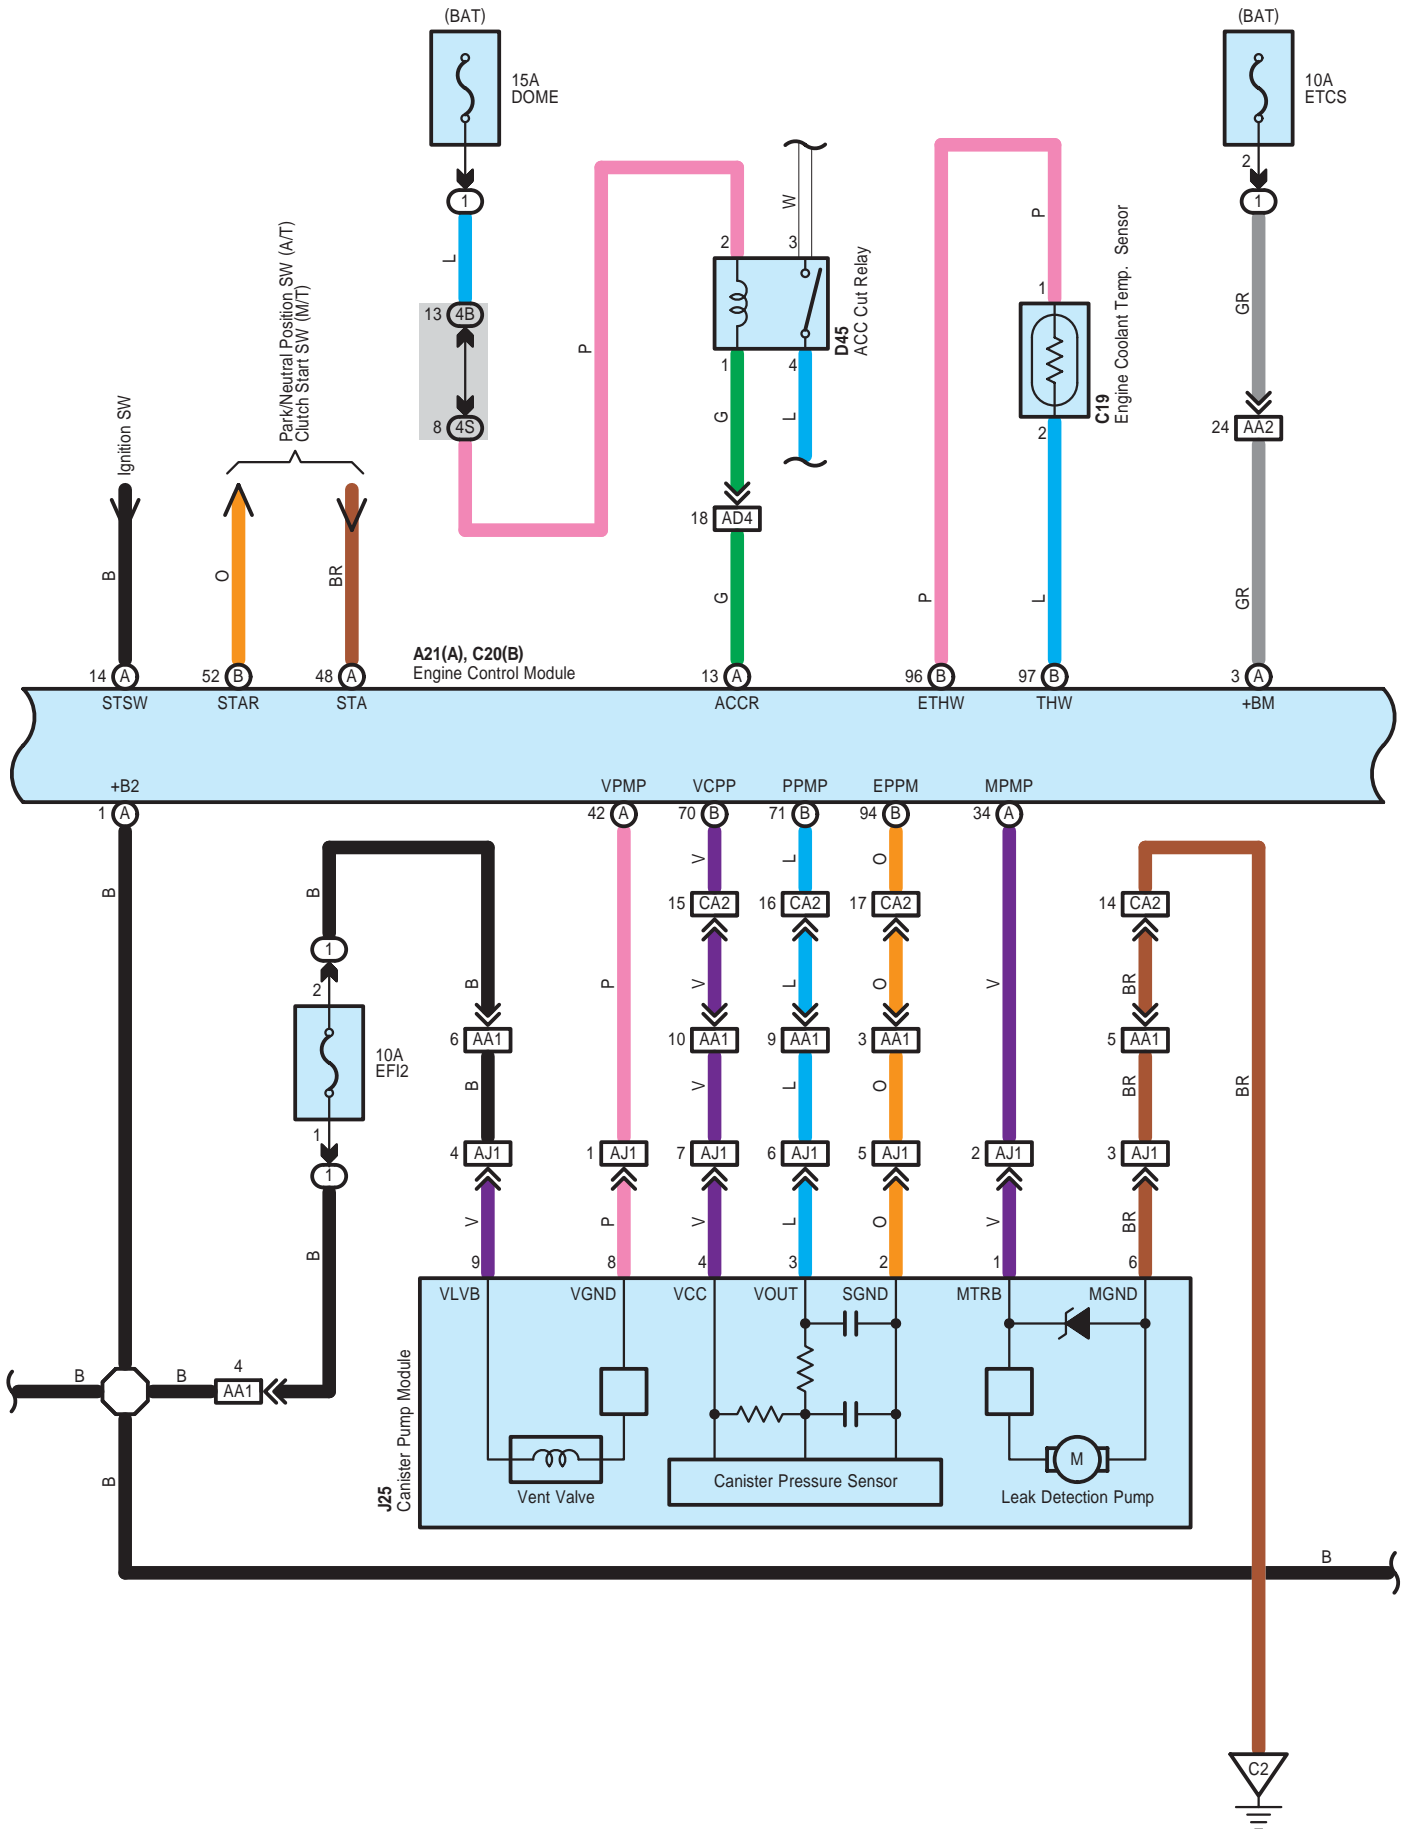 (BAT)
(BAT)
15A
DOME
10A
ETCS
2
1
1
L
P
W
P
GR
2
3
1
13 4B
8 4S
D45
ACC Cut Relay
C19
Engine Coolant Temp. Sensor
1
4
2
G
L
24 AA2
Ignition SW
Park/Neutral Position SW (A/T)
Clutch Start SW (M/T)
18 AD4
B
O
BR
G
P
L
GR
A21(A), C20(B)
Engine Control Module
14 A
52 B
48 A
13 A
96 B
97 B
3 A
STSW
STAR
STA
ACCR
ETHW
THW
+BM
+B2
VPMP
VCPP
PPMP
EPPM
MPMP
1 A
42 A
70 B
71 B
94 B
34 A
B
B
V
L
O
15 CA2
16 CA2
17 CA2
14 CA2
1
2
B
P
V
L
O
V
BR
10A
EFI2
6 AA1
10 AA1
9 AA1
3 AA1
5 AA1
B
V
L
O
BR
BR
1
1
4 AJ1
1 AJ1
7 AJ1
6 AJ1
5 AJ1
2 AJ1
3 AJ1
B
V
P
V
L
O
V
BR
9
8
4
3
2
1
6
VLVB
VGND
VCC
VOUT
SGND
MTRB
MGND
B
B
4
AA1
B
J25
Canister Pump Module
Vent Valve
Canister Pressure Sensor
M
Leak Detection Pump
B
C2